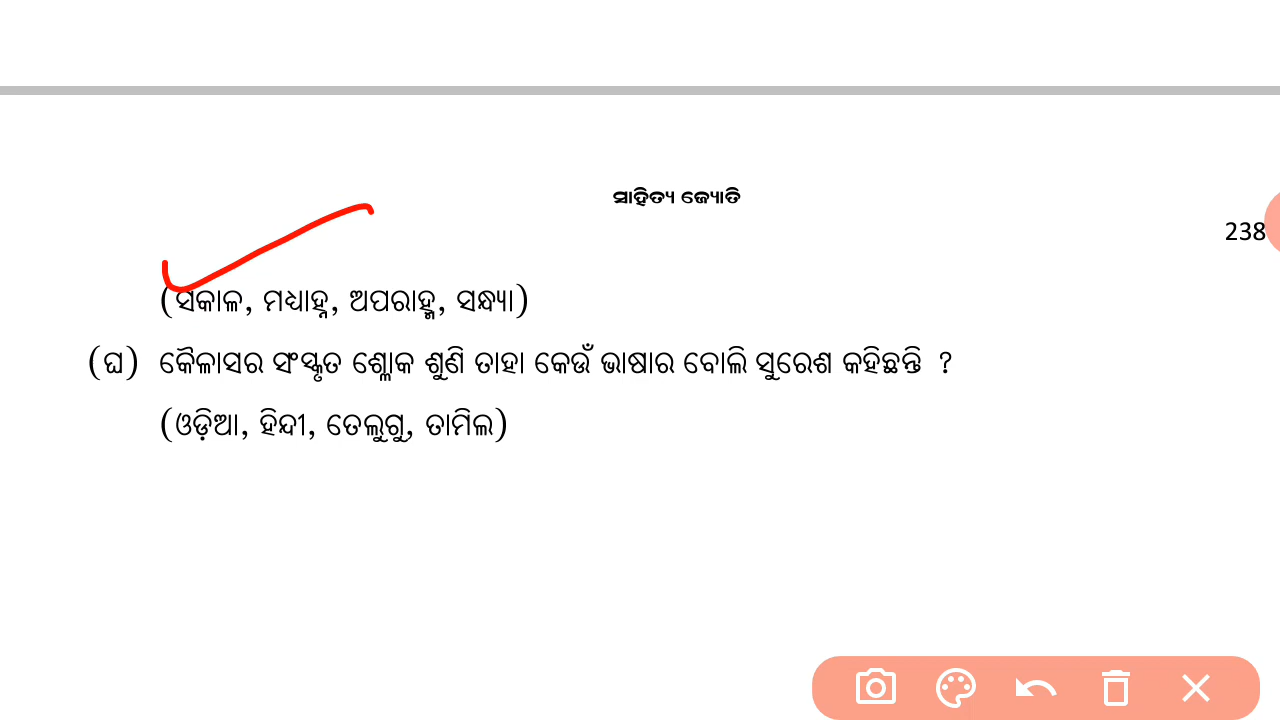 ସାହିତ୍ୟ ଜ୍ୟୋତି
238
(ସକାଳ, ମଧ୍ୟାହ୍ନ, ଅପରାହ୍ମ, ସନ୍ଧ୍ୟା)
(ଘ) କୈଳାସର ସଂସ୍କୃତ ଶ୍ଳୋକ ଶୁଣି ତାହା କେଉଁ ଭାଷାର ବୋଲି ସୁରେଶ କହିଛନ୍ତି ?
(ଓଡ଼ିଆ, ହିନ୍ଦୀ, ତେଲୁଗୁ, ତାମିଲ)